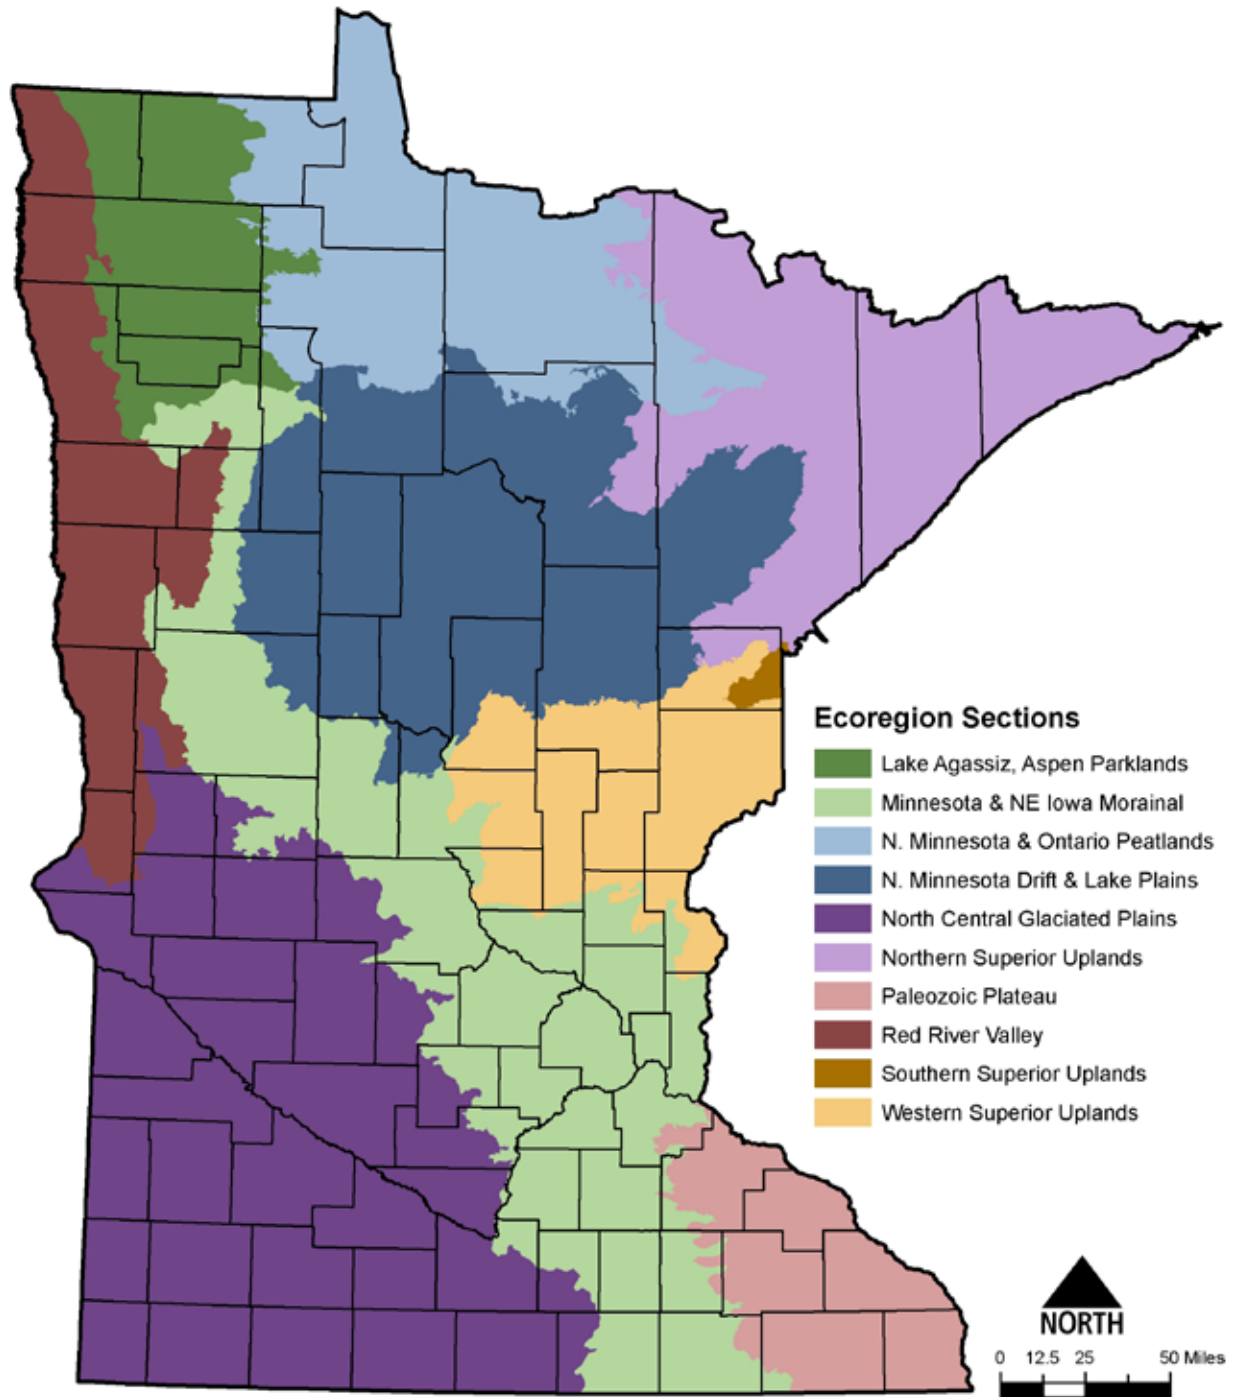 Ecoregion Sections
Lake Agassiz, Aspen Parklands
Minnesota & NE Iowa Morainal
N. Minnesota & Ontario Peatlands
N. Minnesota Drift & Lake Plains
North Central Glaciated Plains
Northern Superior Uplands
Paleozoic Plateau
Red River Valley
Southern Superior Uplands
Western Superior Uplands
NORTH
0 12.5 25 50 Miles